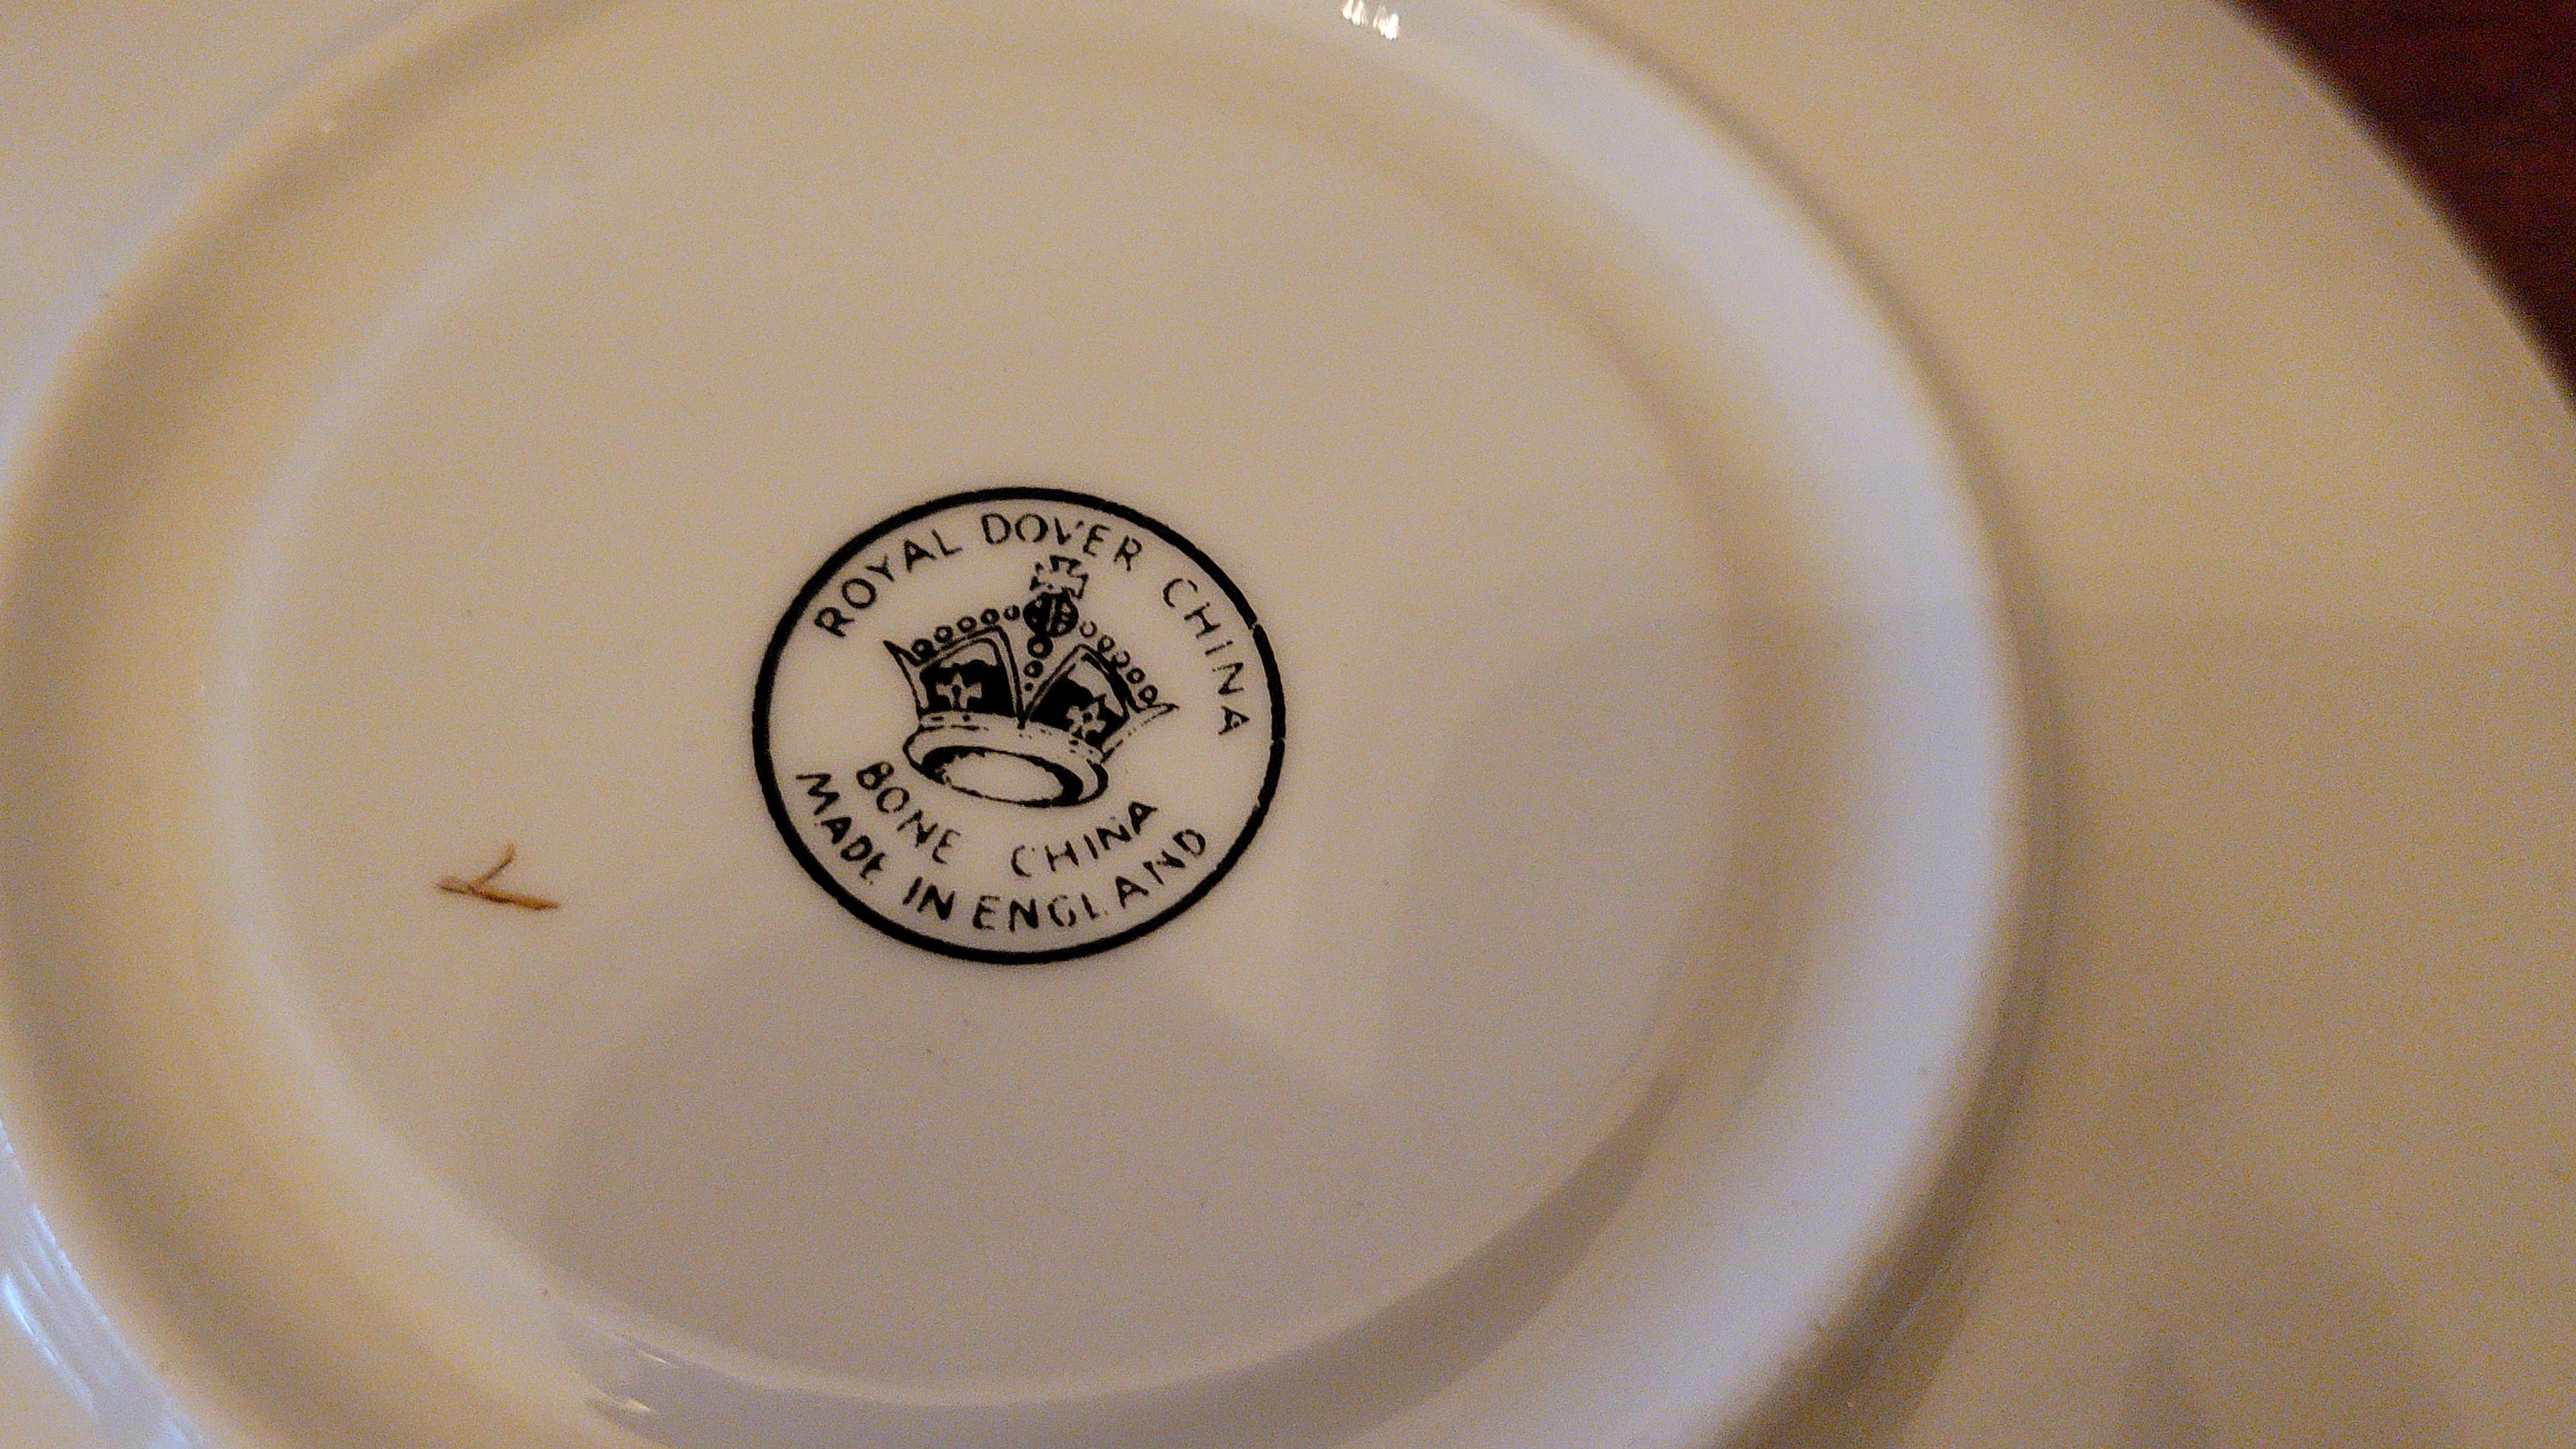 ROYAL DOVER CHINA
BONE CHINA
MADE IN ENGLAND